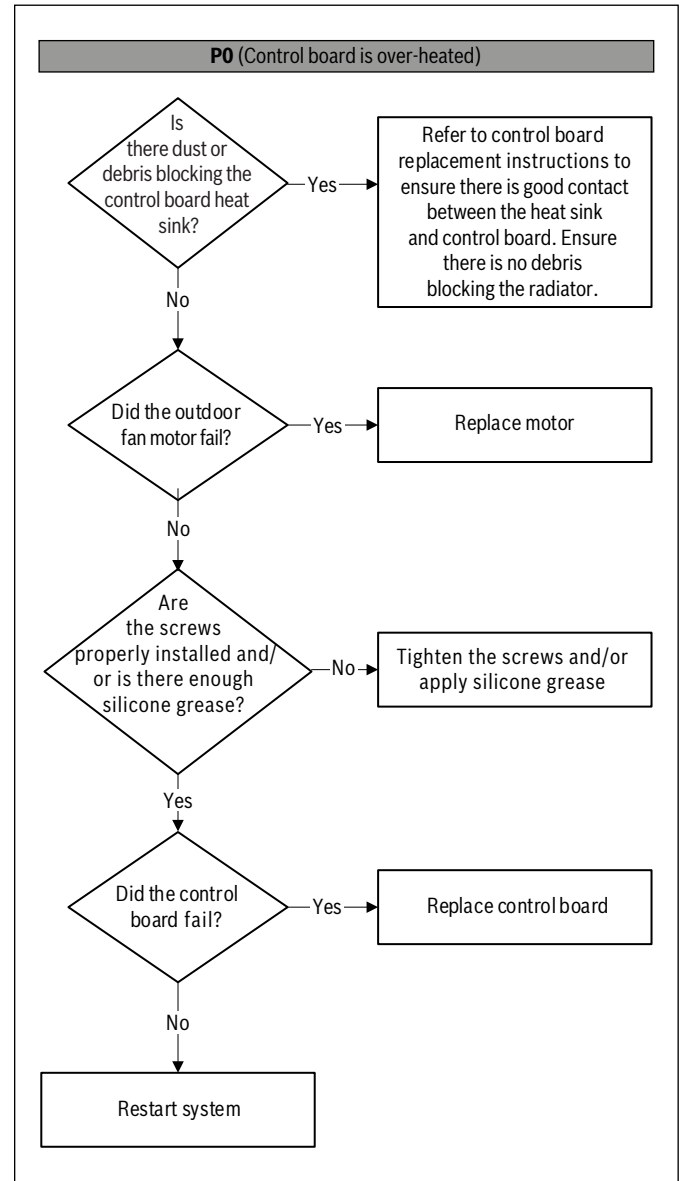 P0 (Control board is over-heated)
Is
there dust or
debris blocking the
control board heat
sink?
Yes
Refer to control board
replacement instructions to
ensure there is good contact
between the heat sink
and control board. Ensure
there is no debris
blocking the radiator.
No
Did the outdoor
fan motor fail?
Yes
Replace motor
No
Are
the screws
properly installed and/
or is there enough
silicone grease?
No
Tighten the screws and/or
apply silicone grease
Yes
Did the control
board fail?
Yes
Replace control board
No
Restart system